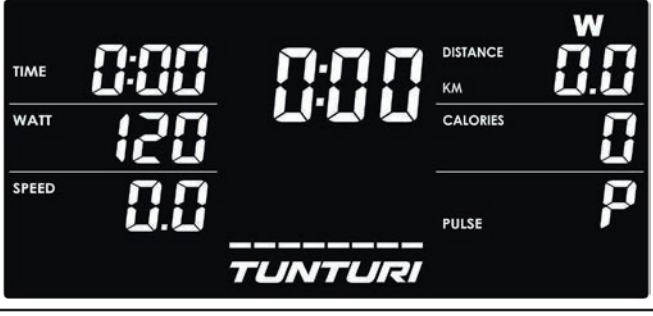 W
TIME 0:00 0:00 DISTANCE 0.0
KM
WATT 120 CALORIES 0
SPEED 0.0 PULSE P
TUNTURI